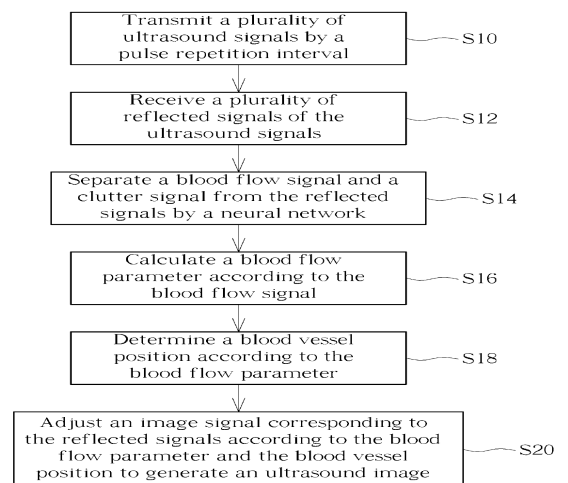 Transmit a plurality of
ultrasound signals by a
pulse repetition interval
S10
Receive a plurality of
reflected signals of the
ultrasound signals
S12
Separate a blood flow signal and a
clutter signal from the reflected
signals by a neural network
S14
Calculate a blood flow
parameter according to the
blood flow signal
S16
Determine a blood vessel
position according to the
blood flow parameter
S18
Adjust an image signal corresponding to
the reflected signals according to the blood
flow parameter and the blood vessel
position to generate an ultrasound image
S20